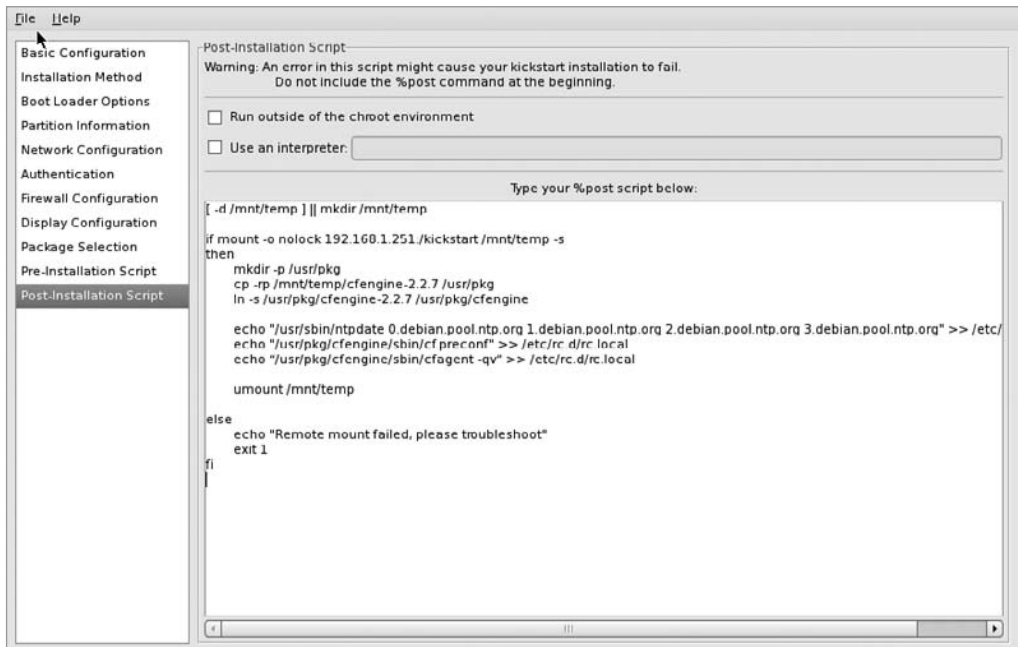 File Help
Basic Configuration
Installation Method
Boot Loader Options
Partition Information
Network Configuration
Authentication
Firewall Configuration
Display Configuration
Package Selection
Pre-Installation Script
Post-Installation Script
Post-Installation Script
Warning: An error in this script might cause your kickstart installation to fail.
Do not include the %post command at the beginning.
Run outside of the chroot environment
Use an interpreter:
Type your %post script below:
[ -d /mnt/temp ] || mkdir /mnt/temp
if mount -o nolock 192.168.1.251:/kickstart /mnt/temp -s
then
mkdir -p /usr/pkg
cp -rp /mnt/temp/cfengine-2.2.7 /usr/pkg
ln -s /usr/pkg/cfengine-2.2.7 /usr/pkg/cfengine
echo "/usr/sbin/ntpdate 0.debian.pool.ntp.org 1.debian.pool.ntp.org 2.debian.pool.ntp.org 3.debian.pool.ntp.org" >> /etc/
echo "/usr/pkg/cfengine/sbin/cfpreconf" >> /etc/rc.d/rc.local
echo "/usr/pkg/cfengine/sbin/cfagent -qv" >> /etc/rc.d/rc.local
umount /mnt/temp
else
echo "Remote mount failed, please troubleshoot"
exit 1
fi